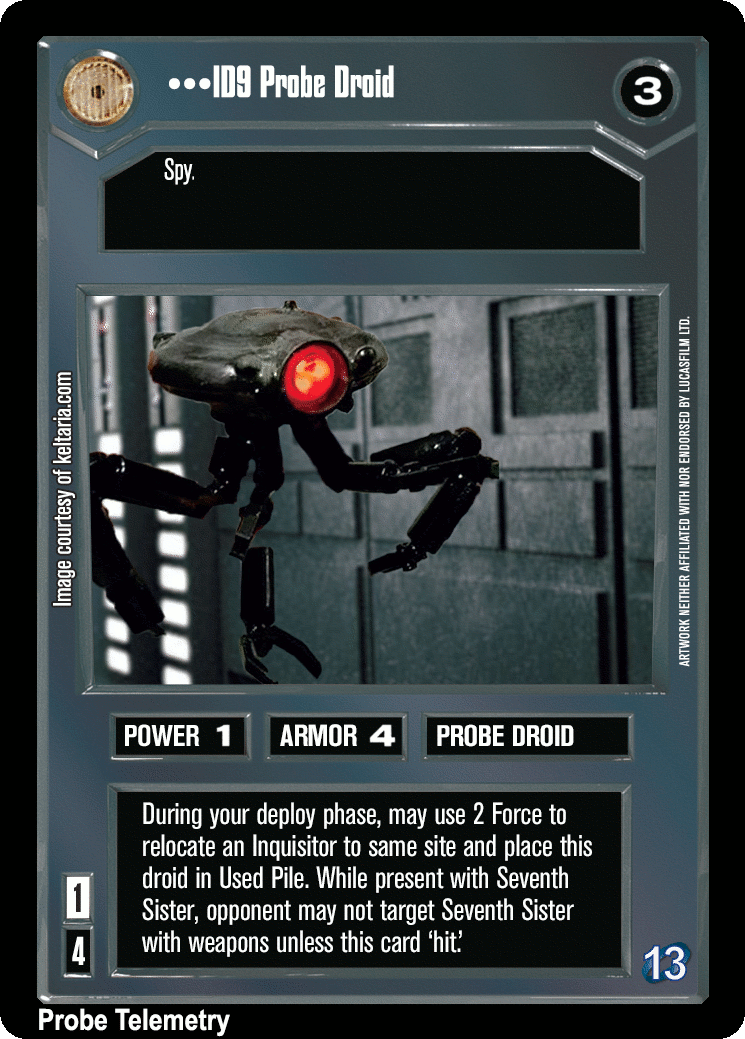 •••ID9 Probe Droid
3
Spy.
Image courtesy of keltaria.com
ARTWORK NEITHER AFFILIATED WITH NOR ENDORSED BY LUCASFILM LTD.
POWER 1
ARMOR 4
PROBE DROID
During your deploy phase, may use 2 Force to
relocate an Inquisitor to same site and place this
droid in Used Pile. While present with Seventh
Sister, opponent may not target Seventh Sister
with weapons unless this card ‘hit.’
1
4
13
Probe Telemetry